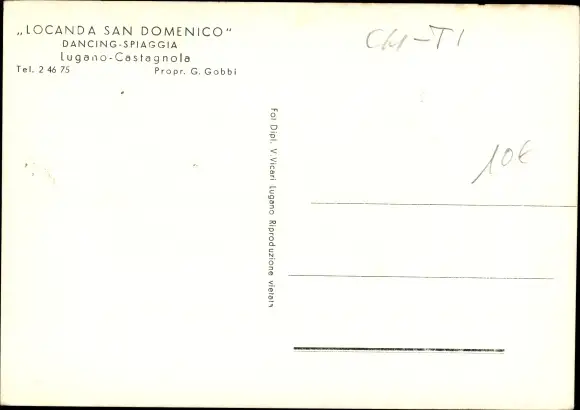 „LOCANDA SAN DOMENICO“
DANCING-SPIAGGIA
Lugano-Castagnola
Tel. 2 46 75 Propr. G. Gobbi
CH-TI
10€
Fot Dipl. V. Vicari Lugano Riproduzione vietata